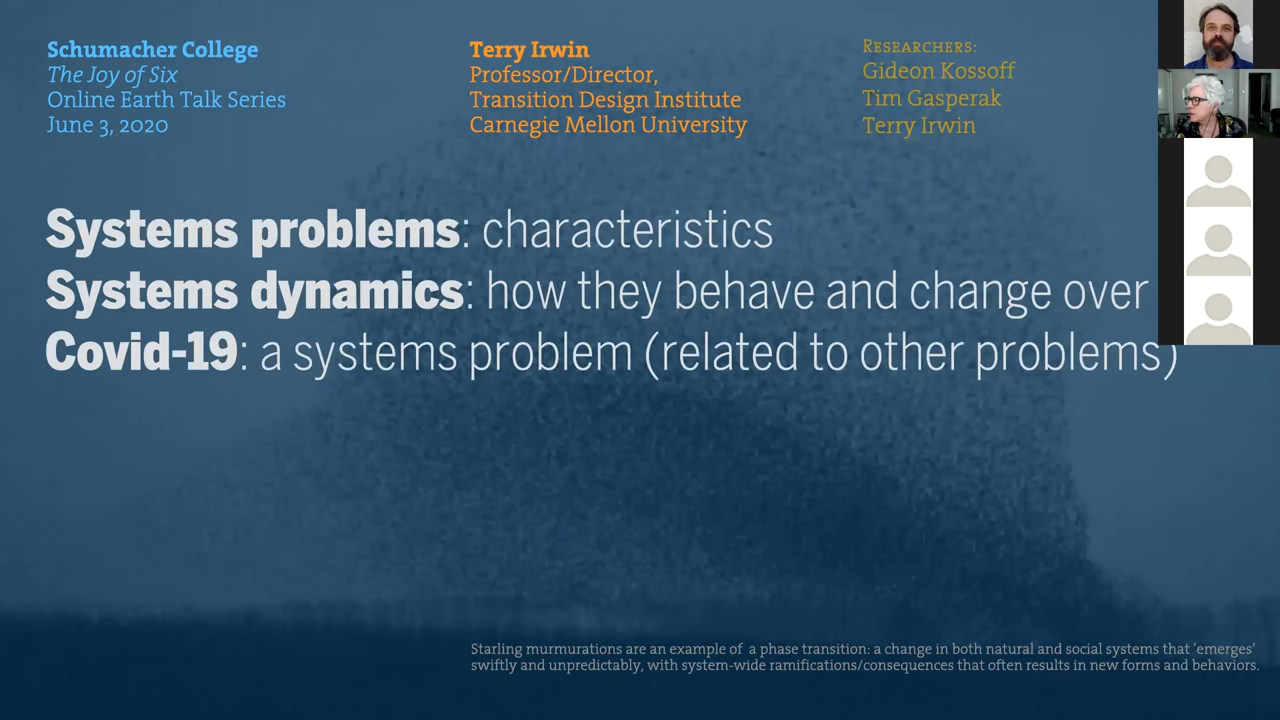 Schumacher College
The Joy of Six
Online Earth Talk Series
June 3, 2020
Terry Irwin
Professor/Director,
Transition Design Institute
Carnegie Mellon University
Researchers:
Gideon Kossoff
Tim Gasperak
Terry Irwin
Systems problems: characteristics
Systems dynamics: how they behave and change over
Covid-19: a systems problem (related to other problems)
Starling murmurations are an example of a phase transition: a change in both natural and social systems that 'emerges'
swiftly and unpredictably, with system-wide ramifications/consequences that often results in new forms and behaviors.